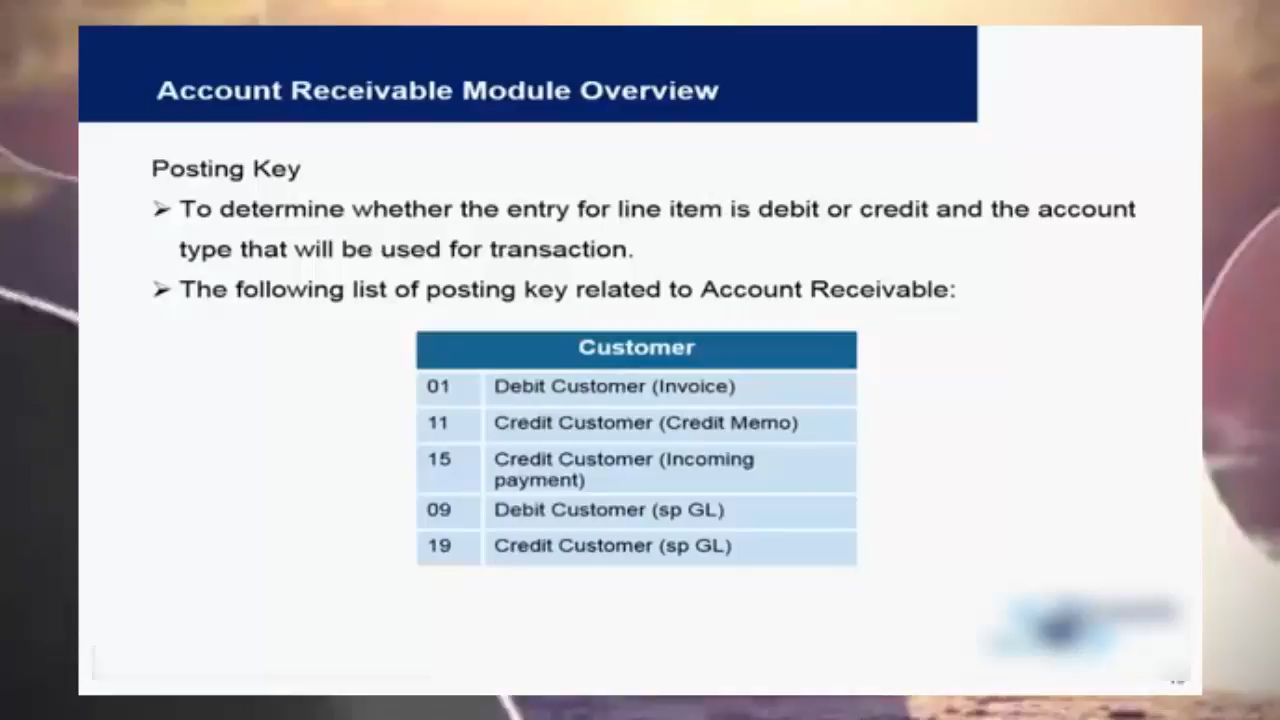 Account Receivable Module Overview
Posting Key
➢ To determine whether the entry for line item is debit or credit and the account
type that will be used for transaction.
➢ The following list of posting key related to Account Receivable:
Customer
01 Debit Customer (Invoice)
11 Credit Customer (Credit Memo)
15 Credit Customer (Incoming
payment)
09 Debit Customer (sp GL)
19 Credit Customer (sp GL)